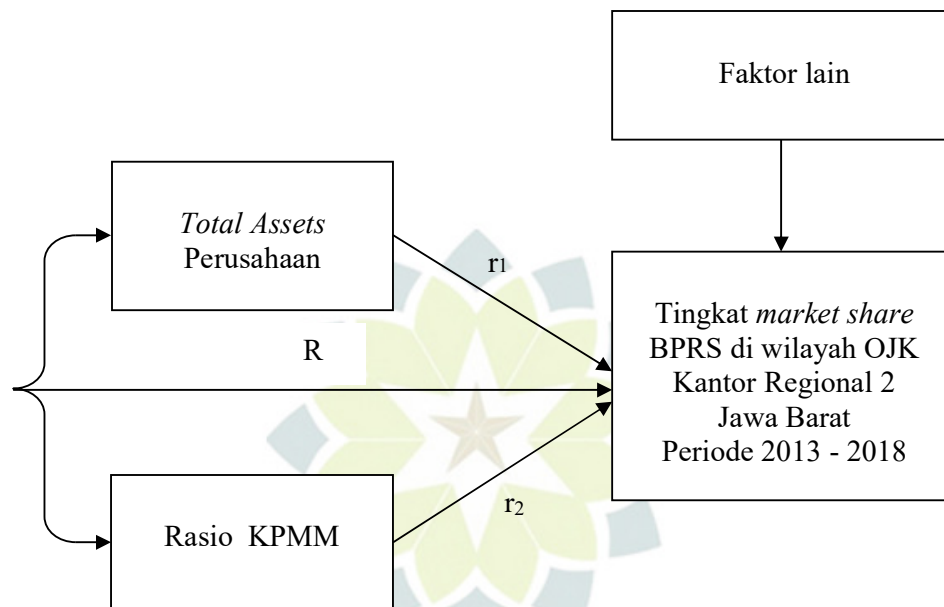 Faktor lain
Total Assets
Perusahaan
r1
Tingkat market share
BPRS di wilayah OJK
Kantor Regional 2
Jawa Barat
Periode 2013 - 2018
R
r2
Rasio KPMM